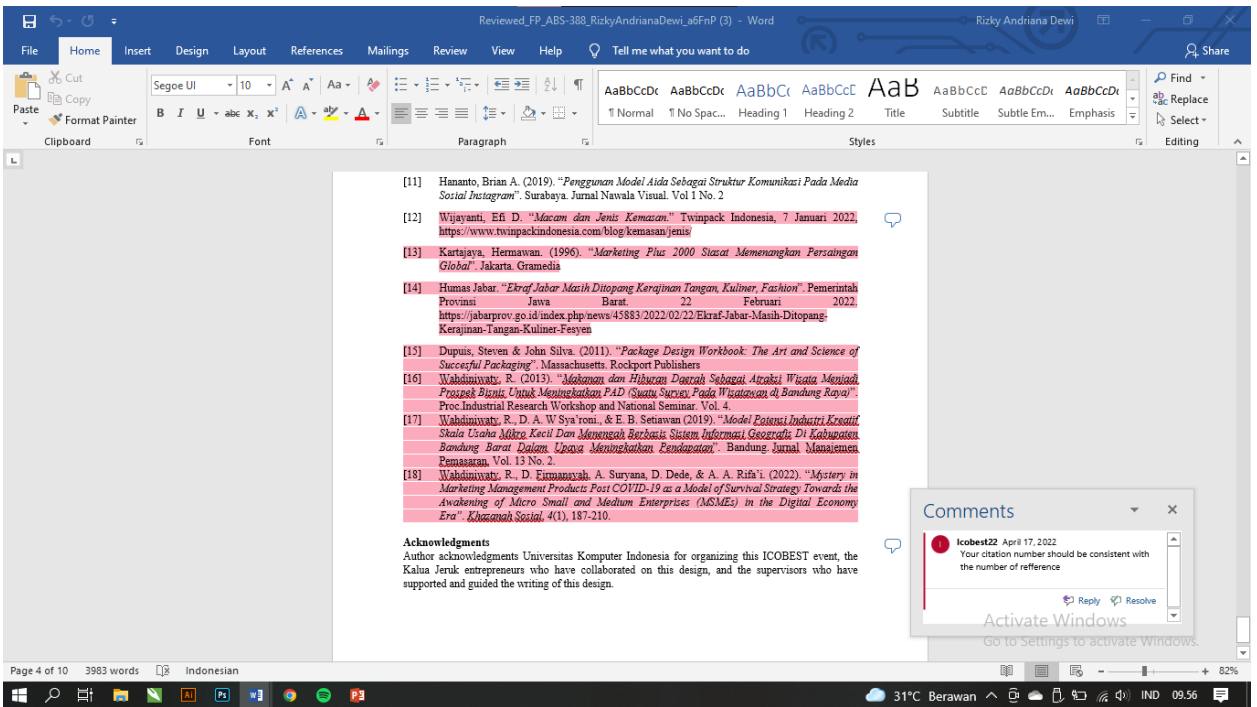 Reviewed_FP_ABS-388_RizkyAndrianaDewi_a6FnP (3) - Word
Rizky Andriana Dewi
File Home Insert Design Layout References Mailings Review View Help Tell me what you want to do Share
Paste
Cut
Copy
Format Painter
Clipboard
Segoe UI 10 A A Aa
B I U abc x₂ x² A aby A
Font
Paragraph
AaBbCcDc AaBbCcDc AaBbCc AaBbCcC AaB AaBbCcC AaBbCcDc AaBbCcDc
¶ Normal ¶ No Spac... Heading 1 Heading 2 Title Subtitle Subtle Em... Emphasis
Styles
Find
Replace
Select
Editing
[11] Hananto, Brian A. (2019). “Penggunan Model Aida Sebagai Struktur Komunikasi Pada Media
Sosial Instagram”. Surabaya. Jurnal Nawala Visual. Vol 1 No. 2
[12] Wijayanti, Efi D. “Macam dan Jenis Kemasan.” Twinpack Indonesia, 7 Januari 2022,
https://www.twinpackindonesia.com/blog/kemasan/jenis/
[13] Kartajaya, Hermawan. (1996). “Marketing Plus 2000 Siasat Memenangkan Persaingan
Global”. Jakarta. Gramedia
[14] Humas Jabar. “Ekraf Jabar Masih Ditopang Kerajinan Tangan, Kuliner, Fashion”. Pemerintah
Provinsi Jawa Barat. 22 Februari 2022.
https://jabarprov.go.id/index.php/news/45883/2022/02/22/Ekraf-Jabar-Masih-Ditopang-
Kerajinan-Tangan-Kuliner-Fesyen
[15] Dupuis, Steven & John Silva. (2011). “Package Design Workbook: The Art and Science of
Succesful Packaging”. Massachusetts. Rockport Publishers
[16] Wahdiniwaty, R. (2013). “Makanan dan Hiburan Daerah Sebagai Atraksi Wisata Menjadi
Prospek Bisnis Untuk Meningkatkan PAD (Suatu Survey Pada Wisatawan di Bandung Raya)”.
Proc.Industrial Research Workshop and National Seminar. Vol. 4.
[17] Wahdiniwaty, R., D. A. W Sya’roni., & E. B. Setiawan (2019). “Model Potensi Industri Kreatif
Skala Usaha Mikro Kecil Dan Menengah Berbasis Sistem Informasi Geografis Di Kabupaten
Bandung Barat Dalam Upaya Meningkatkan Pendapatan”. Bandung. Jurnal Manajemen
Pemasaran, Vol. 13 No. 2.
[18] Wahdiniwaty, R., D. Firmansyah, A. Suryana, D. Dede, & A. A. Rifa’i. (2022). “Mystery in
Marketing Management Products Post COVID-19 as a Model of Survival Strategy Towards the
Awakening of Micro Small and Medium Enterprises (MSMEs) in the Digital Economy
Era”. Khazanah Sosial, 4(1), 187-210.
Acknowledgments
Author acknowledgments Universitas Komputer Indonesia for organizing this ICOBEST event, the
Kalua Jeruk entrepreneurs who have collaborated on this design, and the supervisors who have
supported and guided the writing of this design.
Comments
Icobest22 April 17, 2022
Your citation number should be consistent with
the number of refference
Reply Resolve
Activate Windows
Go to Settings to activate Windows.
Page 4 of 10 3983 words Indonesian 82%
31°C Berawan IND 09.56